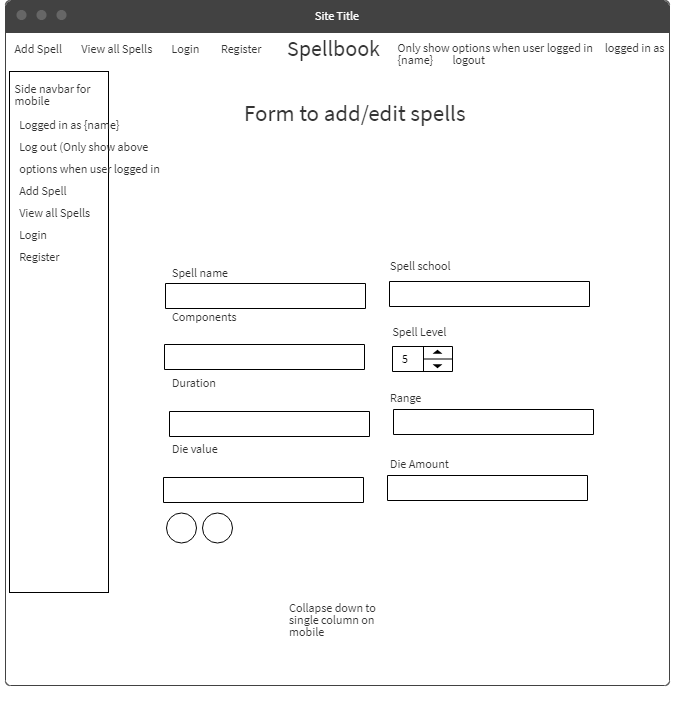 Site Title
Add Spell
View all Spells
Login
Register
Spellbook
Only show options when user logged in
{name}
logged in as
logout
Side navbar for
mobile
Logged in as {name}
Log out (Only show above
options when user logged in
Add Spell
View all Spells
Login
Register
Form to add/edit spells
Spell name
Spell school
Components
Spell Level
5
Duration
Range
Die value
Die Amount
Collapse down to
single column on
mobile